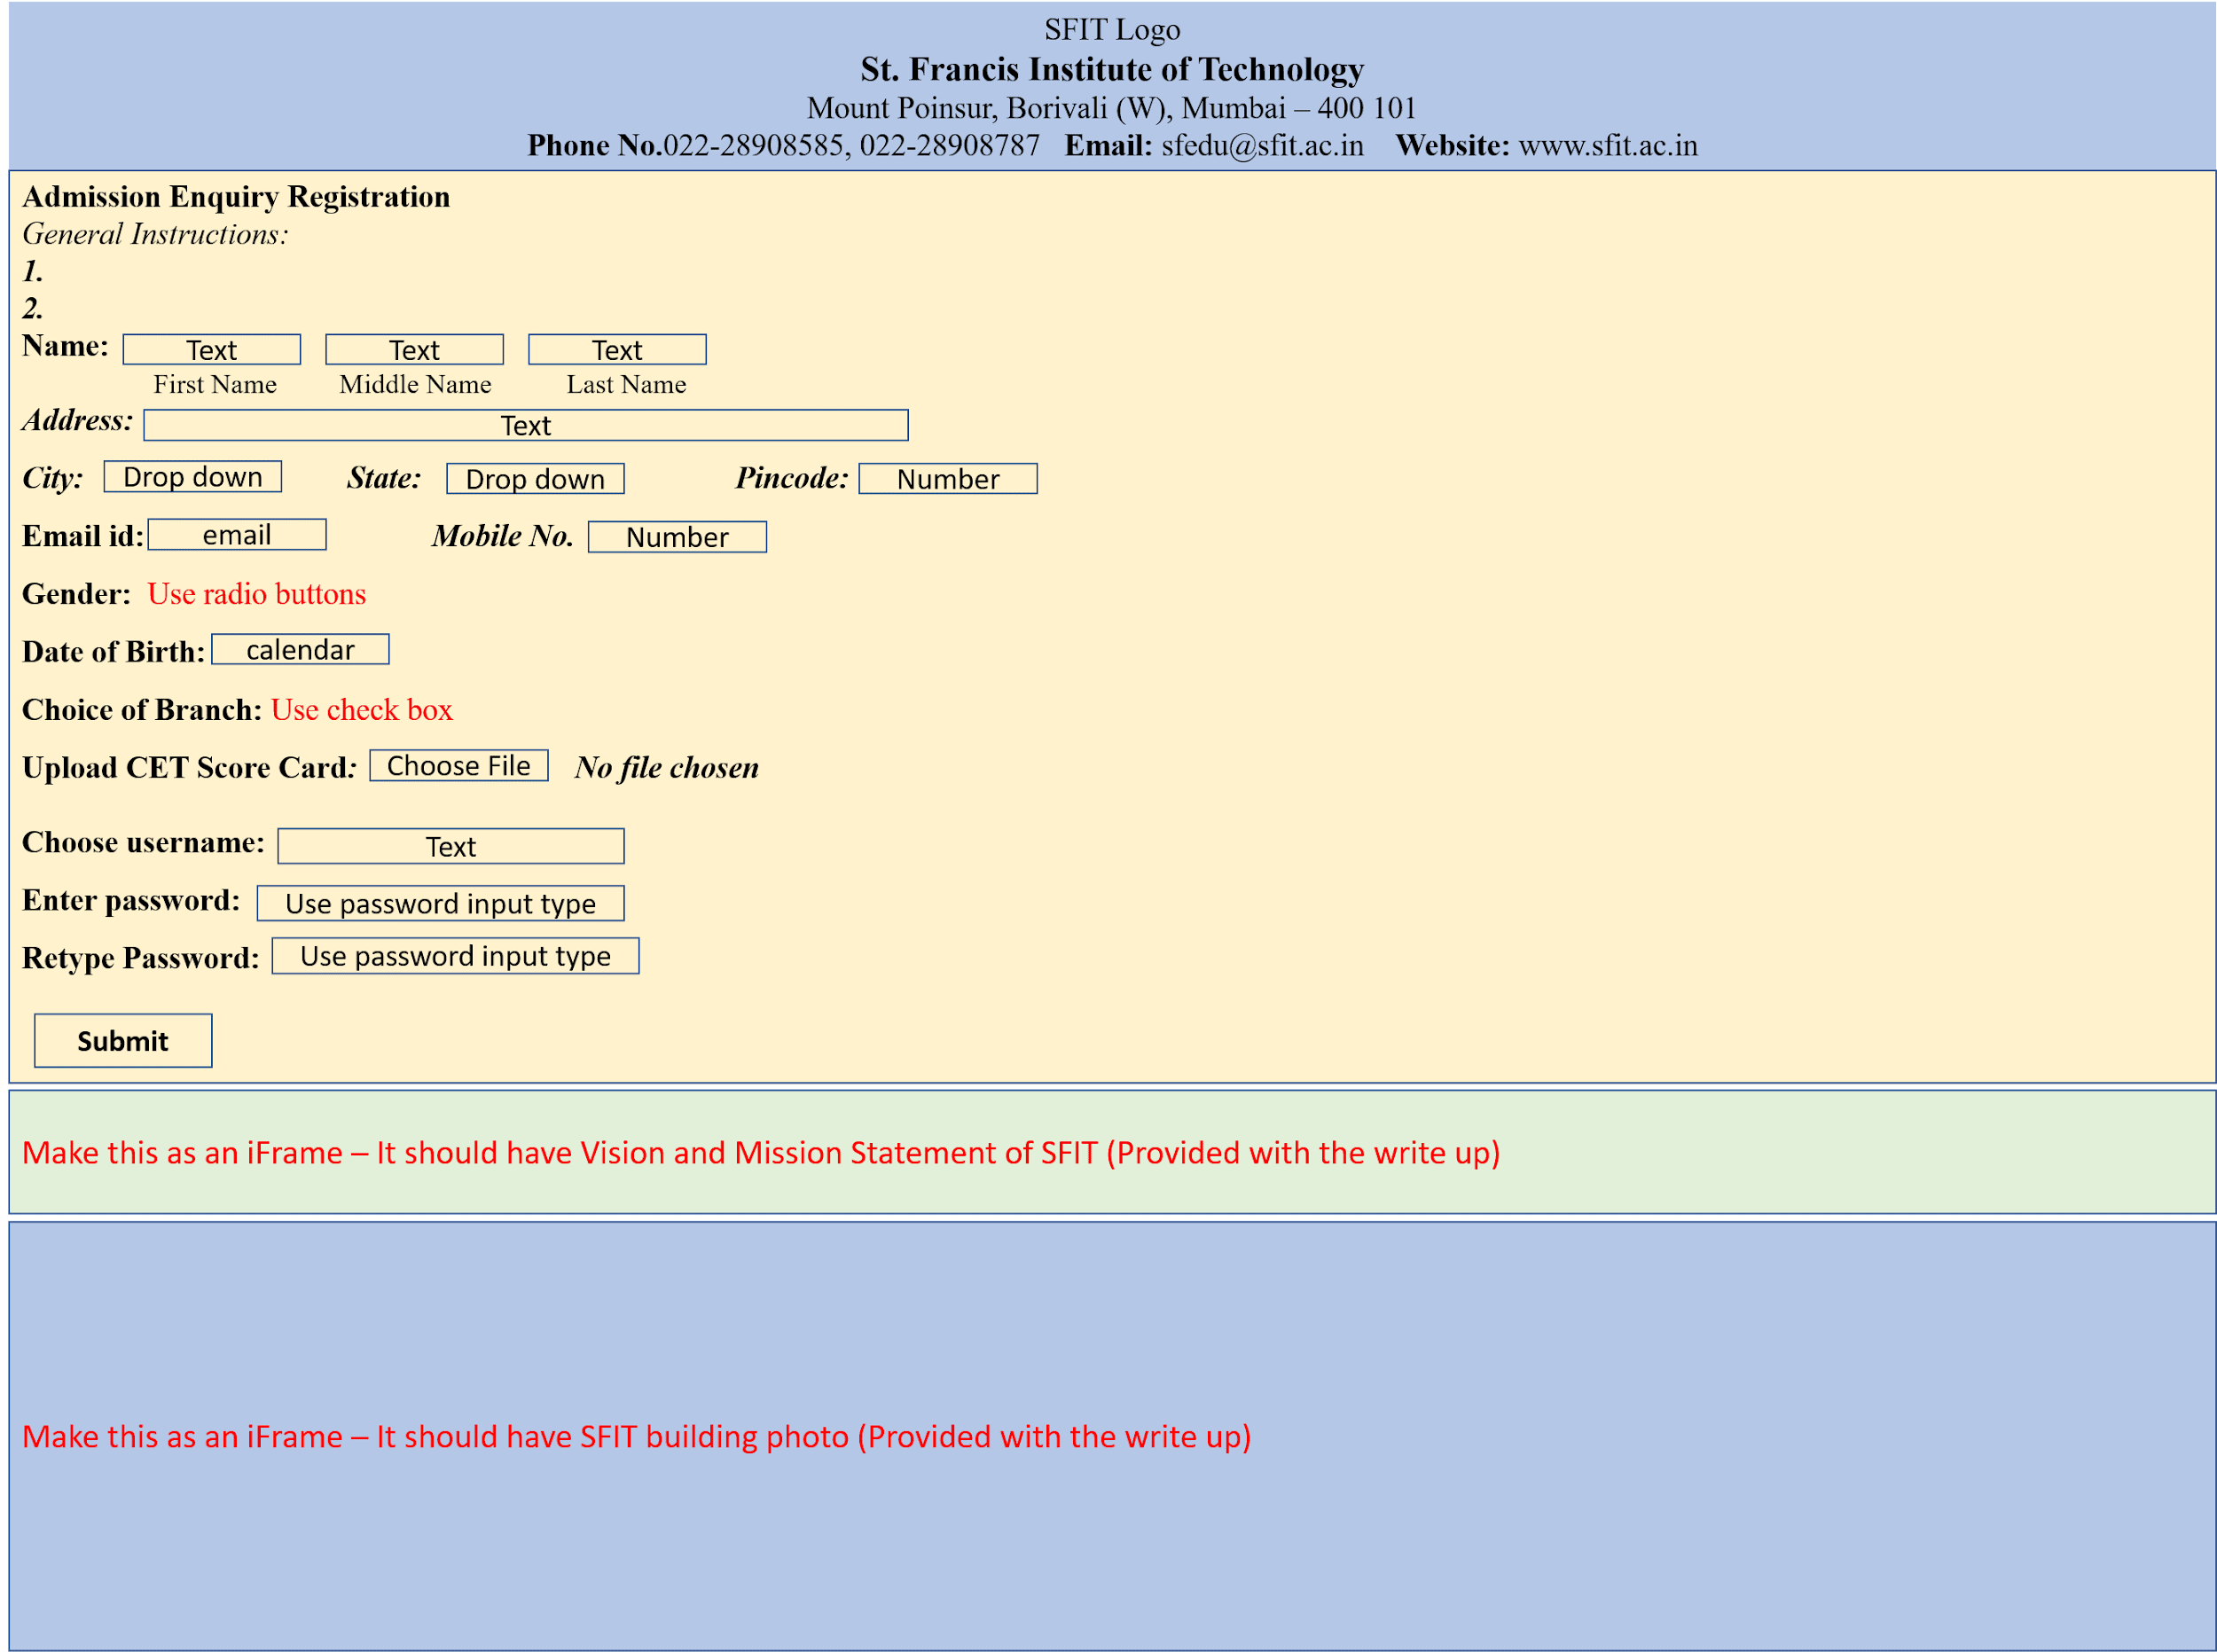 SFIT Logo
St. Francis Institute of Technology
Mount Poinsur, Borivali (W), Mumbai – 400 101
Phone No.022-28908585, 022-28908787 Email: sfedu@sfit.ac.in Website: www.sfit.ac.in
Admission Enquiry Registration
General Instructions:
1.
2.
Name: Text Text Text
First Name Middle Name Last Name
Address: Text
City: Drop down State: Drop down Pincode: Number
Email id: email Mobile No. Number
Gender: Use radio buttons
Date of Birth: calendar
Choice of Branch: Use check box
Upload CET Score Card: Choose File No file chosen
Choose username: Text
Enter password: Use password input type
Retype Password: Use password input type
Submit
Make this as an iFrame – It should have Vision and Mission Statement of SFIT (Provided with the write up)
Make this as an iFrame – It should have SFIT building photo (Provided with the write up)